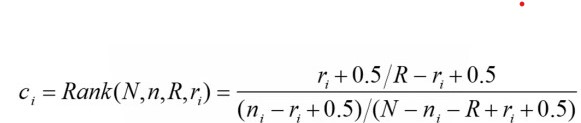 c_i = Rank(N,n,R,r_i) = \frac{r_i + 0.5/R - r_i + 0.5}{(n_i - r_i + 0.5)/(N - n_i - R + r_i + 0.5)}